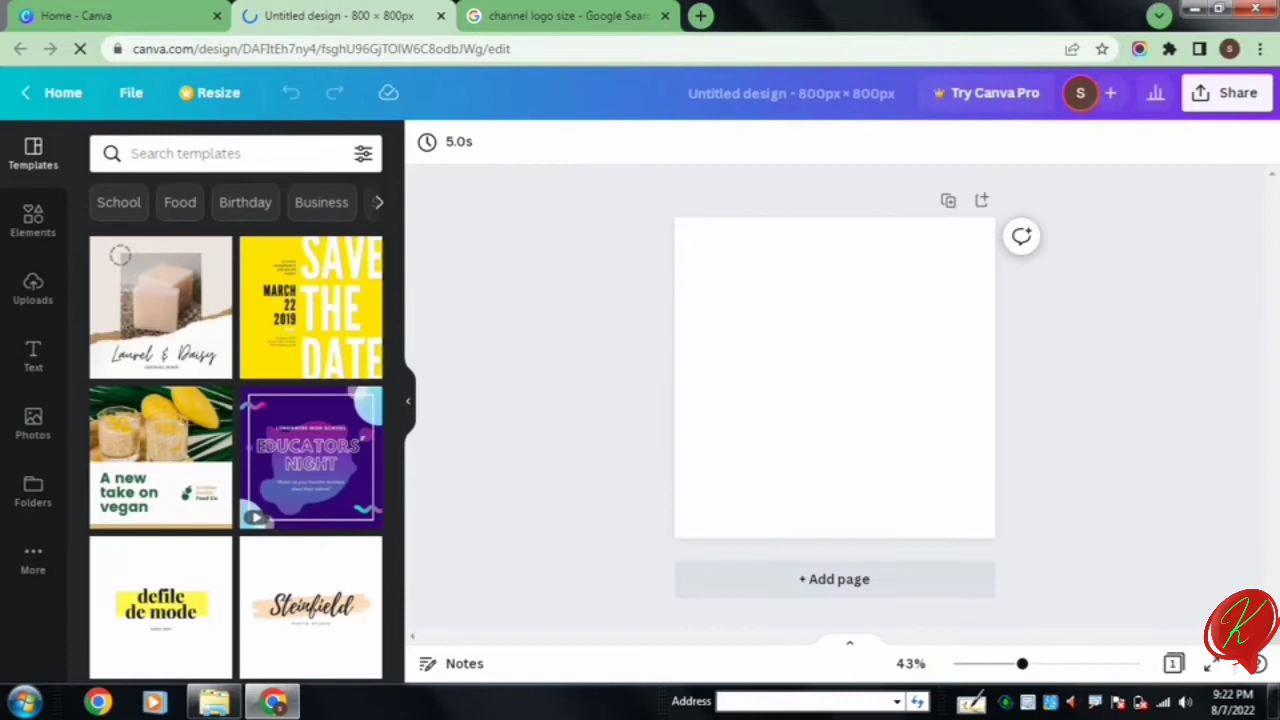 Home - Canva
Untitled design - 800 × 800px
channel logo size - Google Sear
canva.com/design/DAFItEh7ny4/fsghU96GjTOlW6C8odbJWg/edit
S
Home
File
Resize
Untitled design - 800px × 800px
Try Canva Pro
S
+
Share
Templates
Search templates
5.0s
School
Food
Birthday
Business
Elements
Uploads
Text
Photos
Folders
More
Laurel & Daisy
SAVE
THE
DATE
MARCH
22
2019
A new
take on
vegan
EDUCATORS'
NIGHT
defile
de mode
Steinfield
+ Add page
Notes
43%
1
K
Address
9:22 PM
8/7/2022